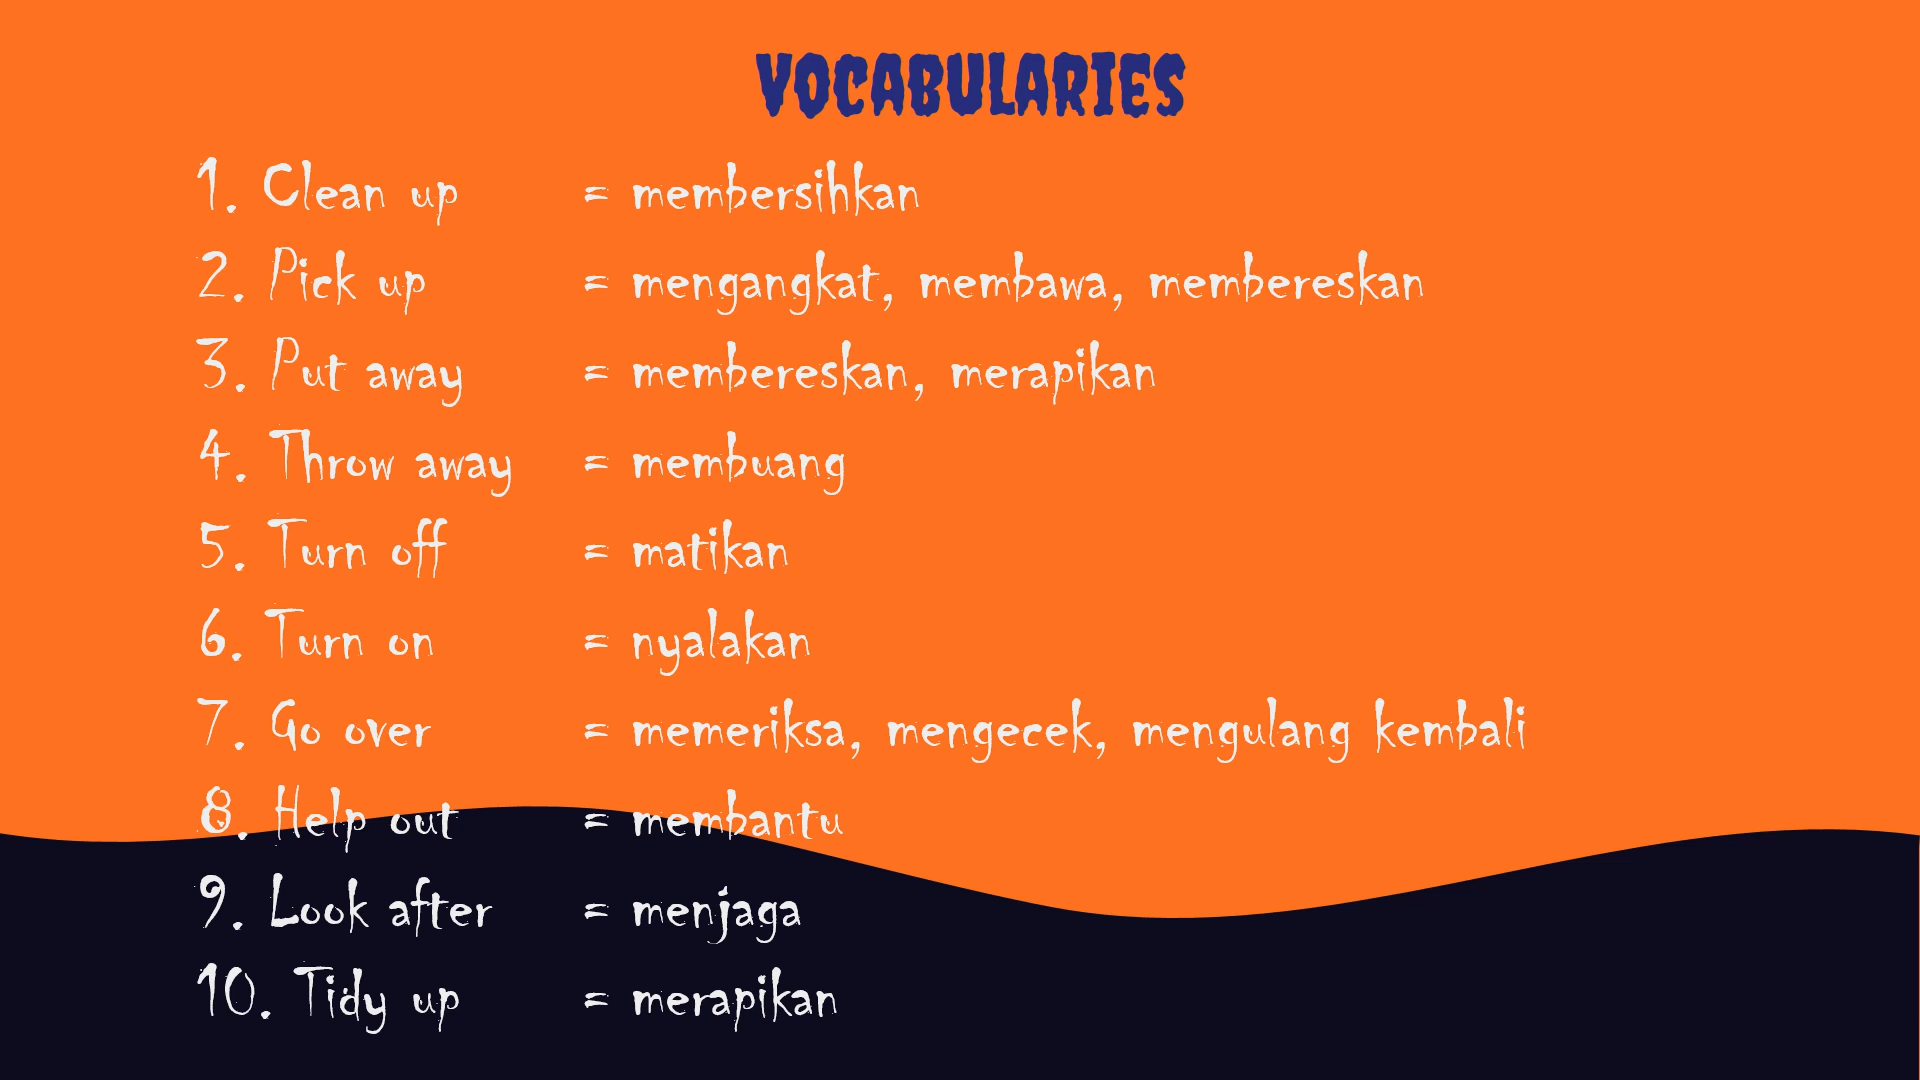 VOCABULARIES
1. Clean up = membersihkan
2. Pick up = mengangkat, membawa, membereskan
3. Put away = membereskan, merapikan
4. Throw away = membuang
5. Turn off = matikan
6. Turn on = nyalakan
7. Go over = memeriksa, mengecek, mengulang kembali
8. Help out = membantu
9. Look after = menjaga
10. Tidy up = merapikan